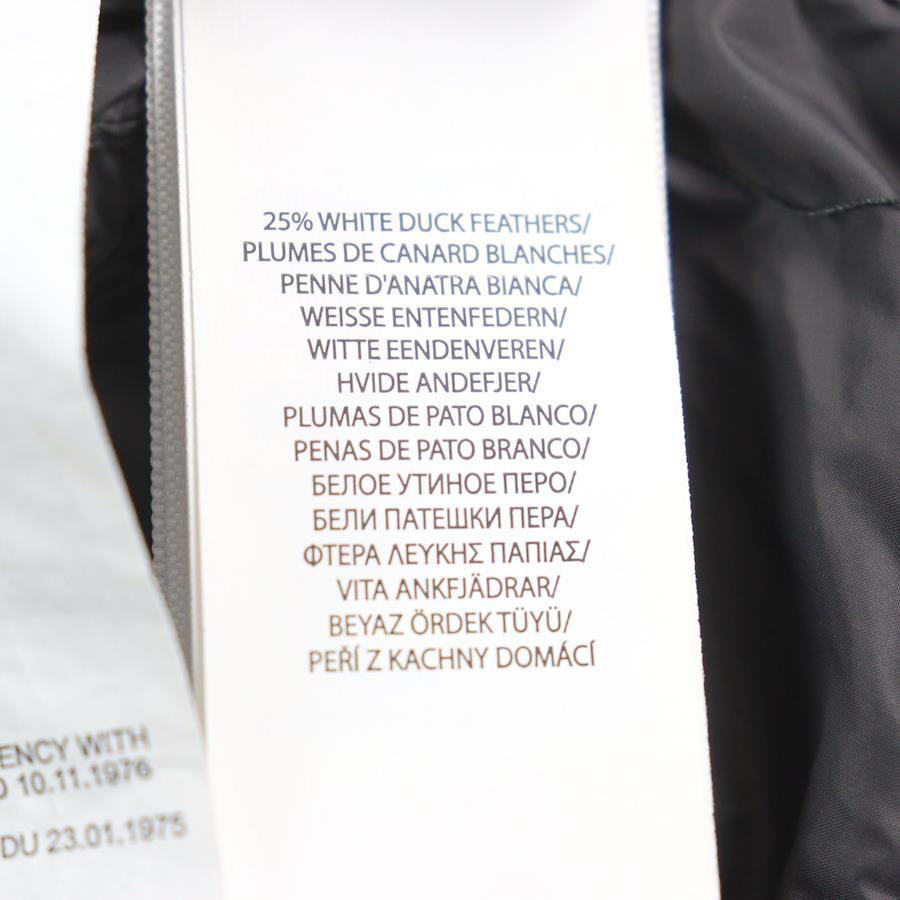 25% WHITE DUCK FEATHERS/
PLUMES DE CANARD BLANCHES/
PENNE D'ANATRA BIANCA/
WEISSE ENTENFEDERN/
WITTE EENDENVEREN/
HVIDE ANDEFJER/
PLUMAS DE PATO BLANCO/
PENAS DE PATO BRANCO/
БЕЛОЕ УТИНОЕ ПЕРО/
БЕЛИ ПАТЕШКИ ПЕРА/
ΦΤΕΡΑ ΛΕΥΚΗΣ ΠΑΠΙΑΣ/
VITA ANKFJÄDRAR/
BEYAZ ÖRDEK TÜYÜ/
PEŘÍ Z KACHNY DOMÁCÍ
ENCY WITH
10.11.1976
DU 23.01.1975